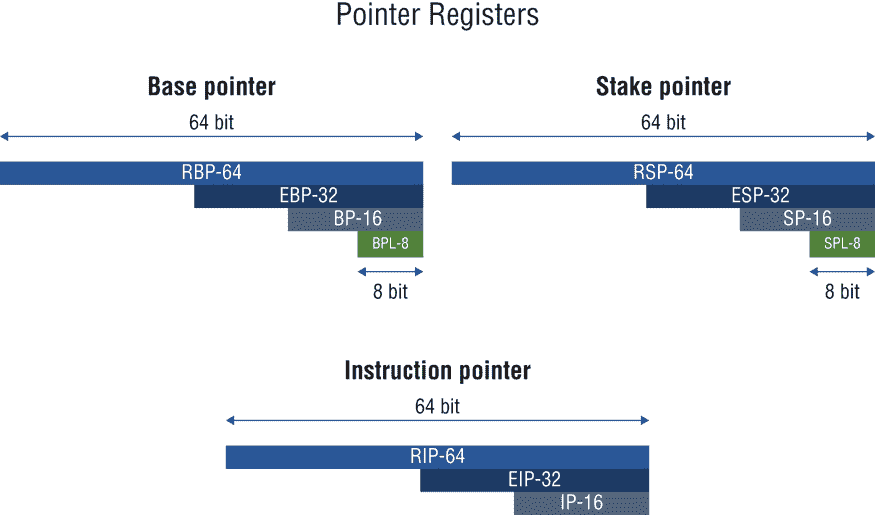 Pointer Registers
Base pointer
64 bit
RBP-64
EBP-32
BP-16
BPL-8
8 bit
Stake pointer
64 bit
RSP-64
ESP-32
SP-16
SPL-8
8 bit
Instruction pointer
64 bit
RIP-64
EIP-32
IP-16